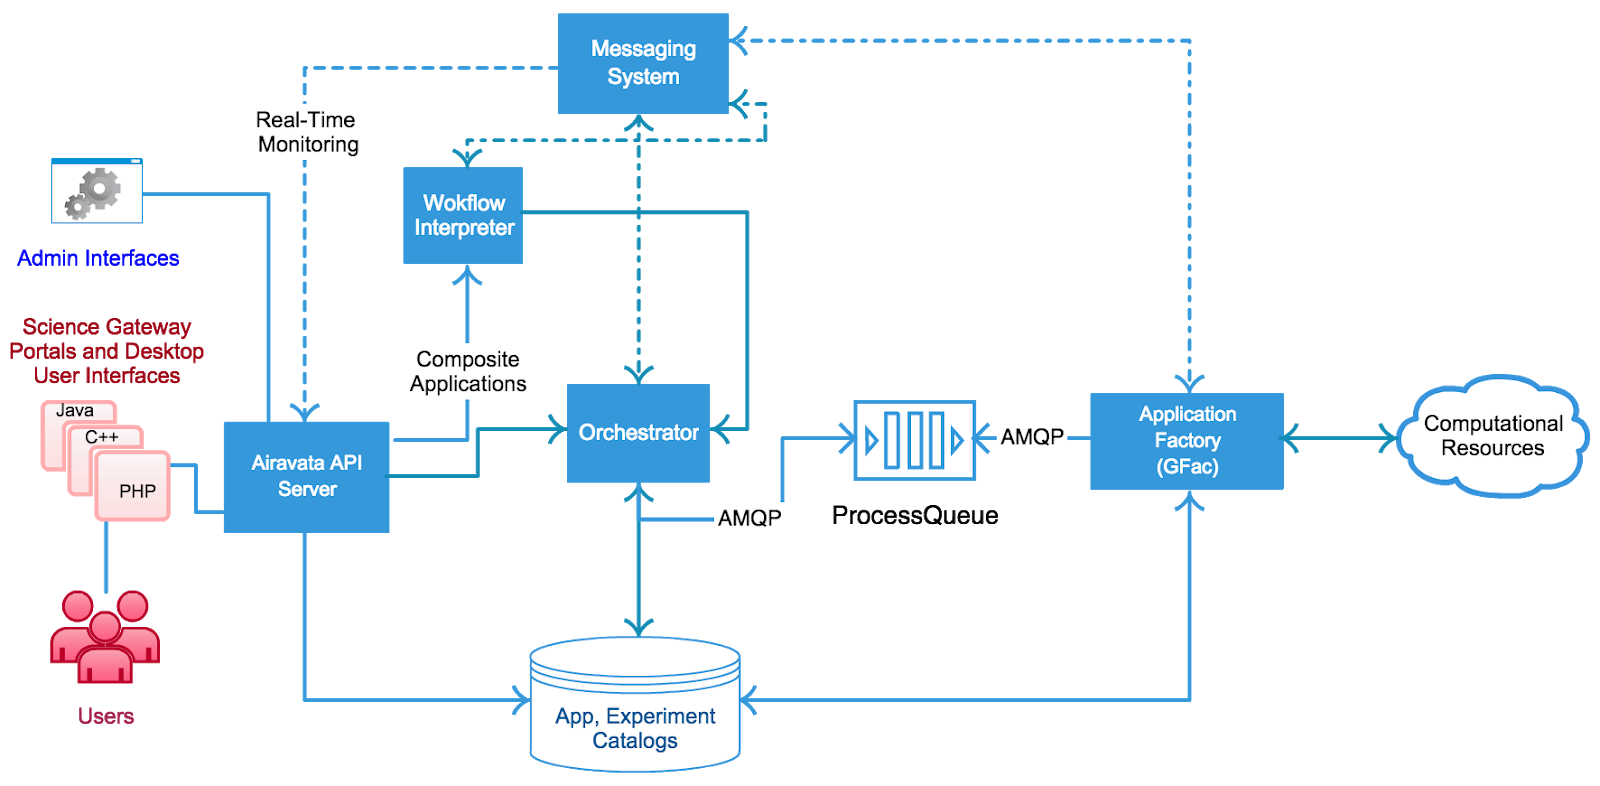 Messaging
System
Real-Time
Monitoring
Wokflow
Interpreter
Admin Interfaces
Science Gateway
Portals and Desktop
User Interfaces
Composite
Applications
Java
C++
PHP
Airavata API
Server
Orchestrator
AMQP
ProcessQueue
AMQP
Application
Factory
(GFac)
Computational
Resources
Users
App, Experiment
Catalogs